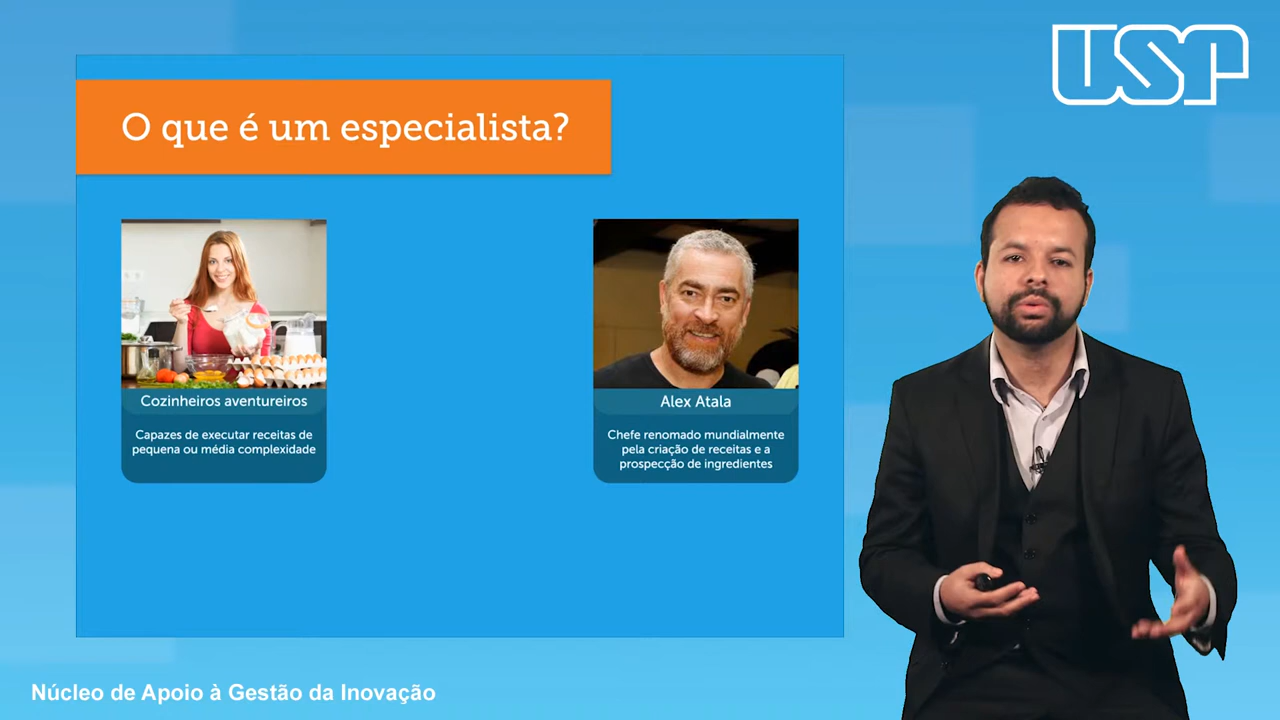 USP
O que é um especialista?
Cozinheiros aventureiros
Capazes de executar receitas de
pequena ou média complexidade
Alex Atala
Chefe renomado mundialmente
pela criação de receitas e a
prospecção de ingredientes
Núcleo de Apoio à Gestão da Inovação